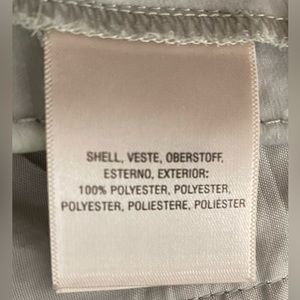 SHELL, VESTE, OBERSTOFF,
ESTERNO, EXTERIOR:
100% POLYESTER, POLYESTER,
POLYESTER, POLIESTERE, POLIÉSTER